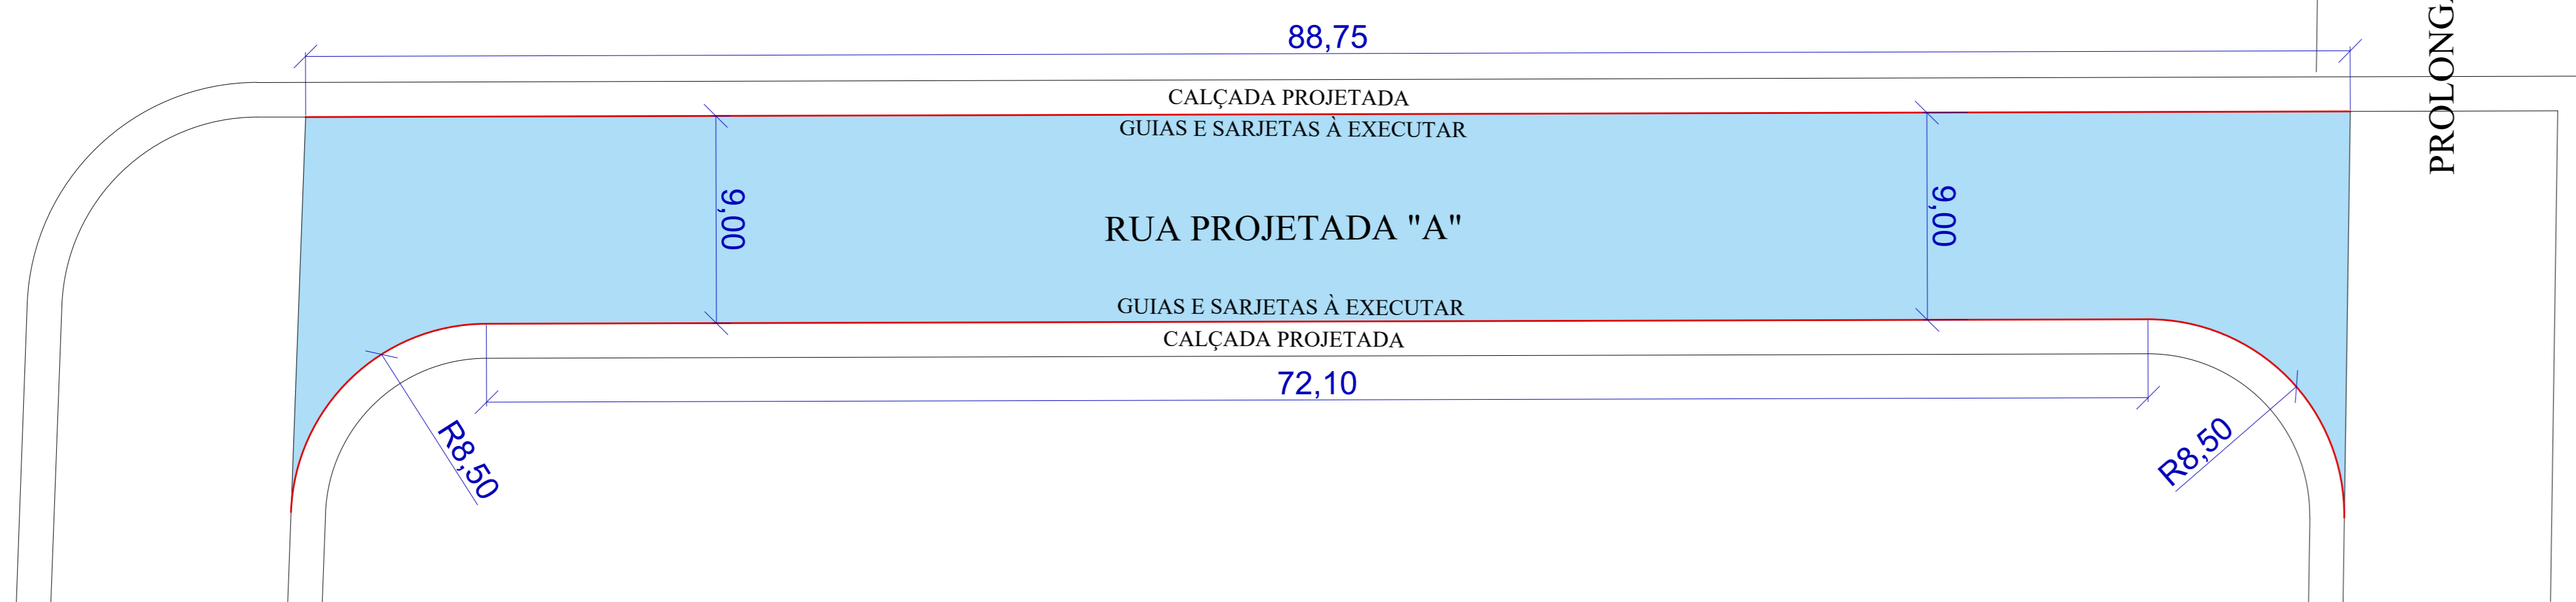 88,75
PROLONG
CALÇADA PROJETADA
GUIAS E SARJETAS À EXECUTAR
9,00
9,00
RUA PROJETADA "A"
GUIAS E SARJETAS À EXECUTAR
CALÇADA PROJETADA
72,10
R8,50
R8,50